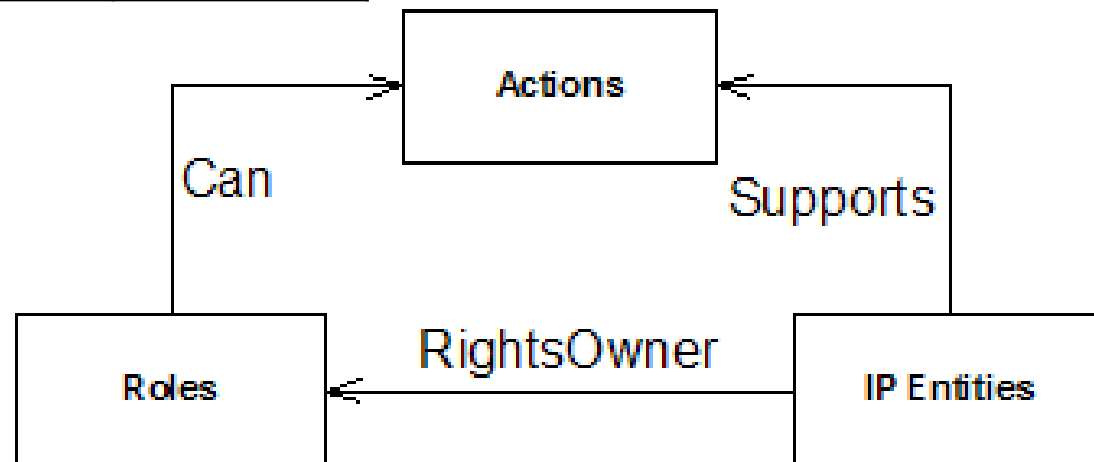 Actions
Can
Supports
RightsOwner
Roles
IP Entities